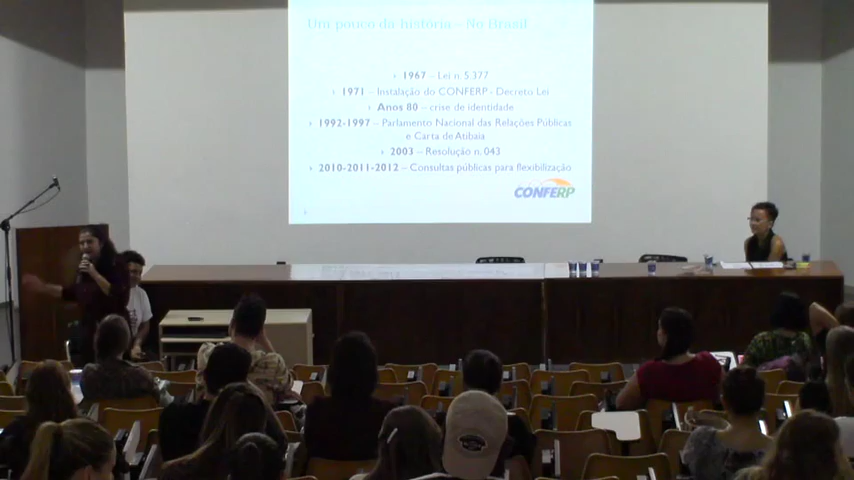 Um pouco da história – No Brasil
1967 – Lei n. 5.377
1971 – Instalação do CONFERP - Decreto Lei
Anos 80 – crise de identidade
1992-1997 – Parlamento Nacional das Relações Públicas
e Carta de Atibaia
2003 – Resolução n. 043
2010-2011-2012 – Consultas públicas para flexibilização
CONFERP